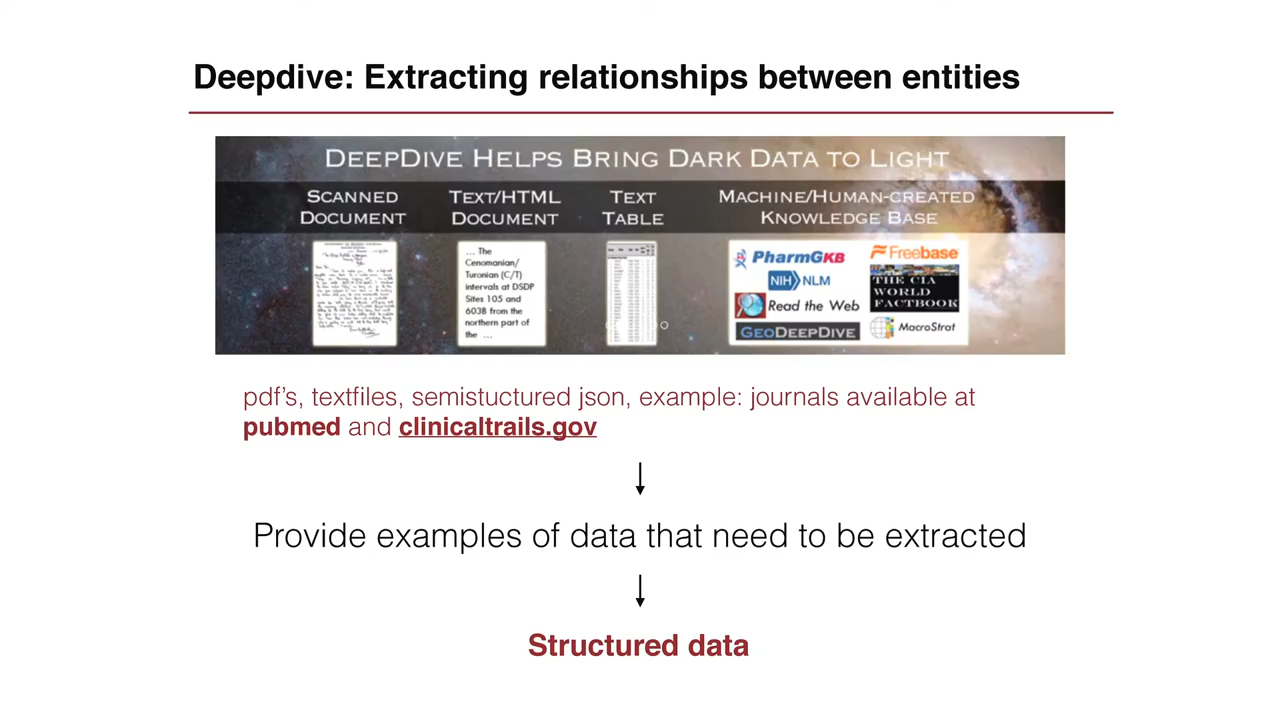 Deepdive: Extracting relationships between entities
DEEPDIVE HELPS BRING DARK DATA TO LIGHT
SCANNED
DOCUMENT
TEXT/HTML
DOCUMENT
TEXT
TABLE
MACHINE/HUMAN-CREATED
KNOWLEDGE BASE
... The
Cenomanian/
Turonian (C/T)
intervals at DSDP
Sites 105 and
603B from the
northern part of
the ...
PharmGKB
NIH NLM
Read the Web
GEODEEPDIVE
Freebase
THE CIA
WORLD
FACTBOOK
MacroStrat
pdf's, textfiles, semistuctured json, example: journals available at
pubmed and clinicaltrails.gov
Provide examples of data that need to be extracted
Structured data